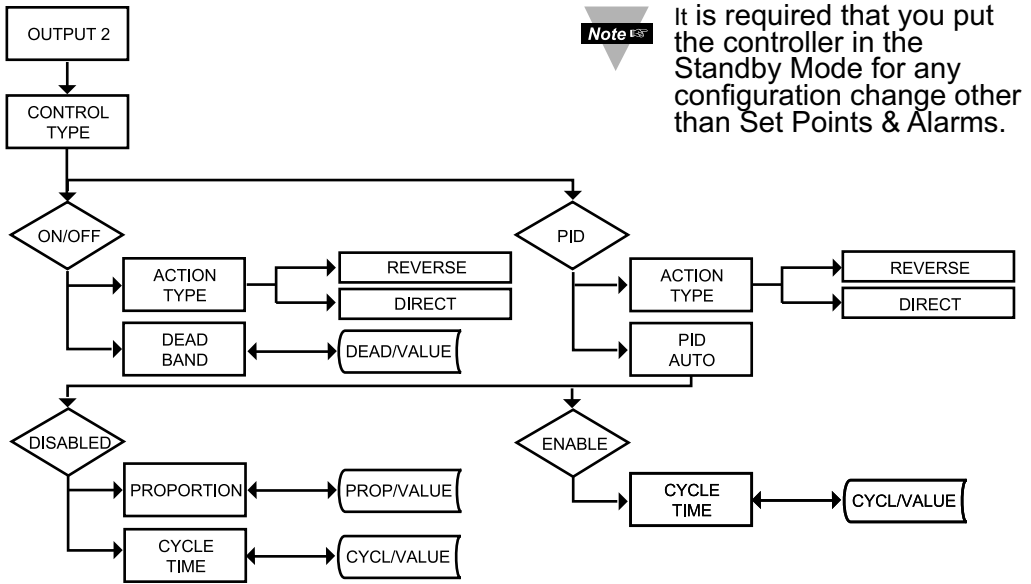 OUTPUT 2
Note ☞
It is required that you put
the controller in the
Standby Mode for any
configuration change other
than Set Points & Alarms.
CONTROL
TYPE
ON/OFF
PID
ACTION
TYPE
REVERSE
DIRECT
ACTION
TYPE
REVERSE
DIRECT
DEAD
BAND
DEAD/VALUE
PID
AUTO
DISABLED
ENABLE
PROPORTION
PROP/VALUE
CYCLE
TIME
CYCL/VALUE
CYCLE
TIME
CYCL/VALUE